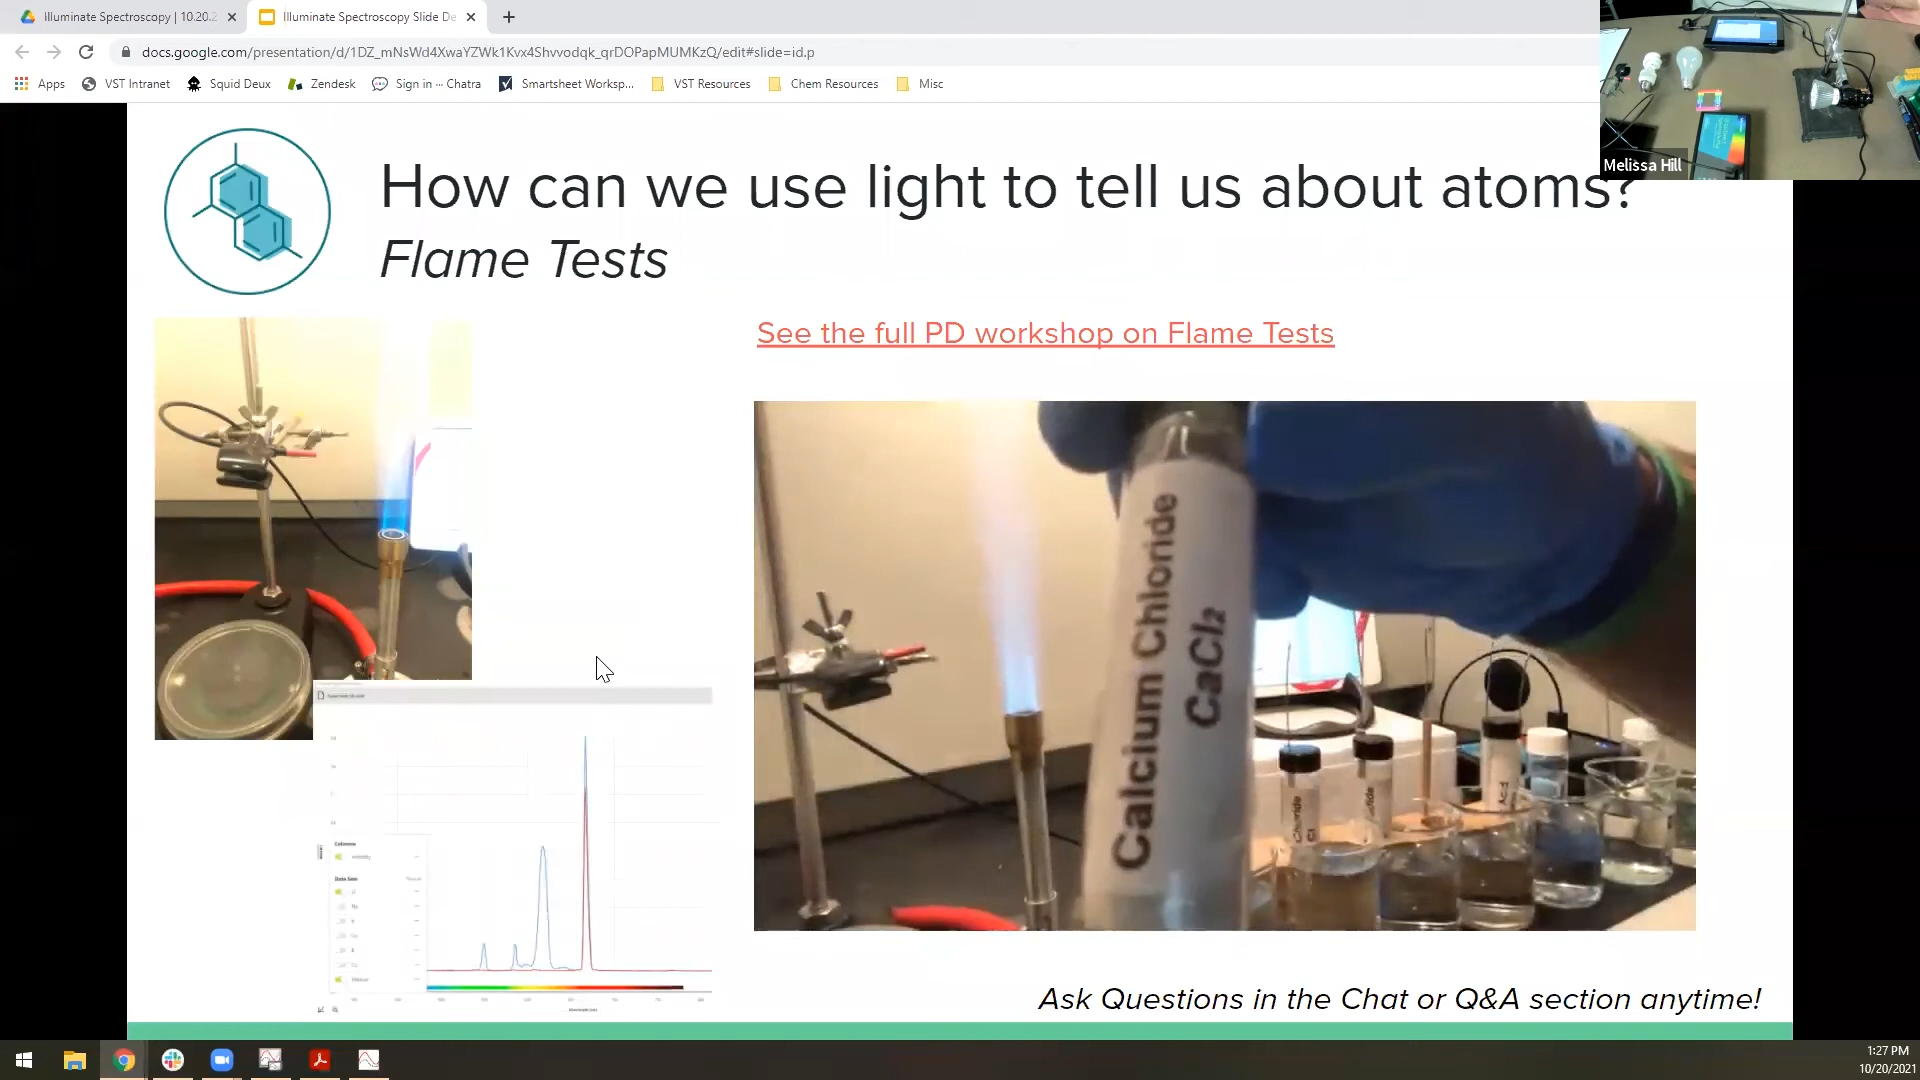 Illuminate Spectroscopy | 10.20.2
Illuminate Spectroscopy Slide De
docs.google.com/presentation/d/1DZ_mNsWd4XwaYZWk1Kvx4Shvvodqk_qrDOPapMUMKzQ/edit#slide=id.p
Apps VST Intranet Squid Deux Zendesk Sign in ··· Chatra Smartsheet Worksp... VST Resources Chem Resources Misc
Melissa Hill
How can we use light to tell us about atoms?
Flame Tests
See the full PD workshop on Flame Tests
Calcium Chloride
CaCl₂
Chloride
Cl
Acid
Ask Questions in the Chat or Q&A section anytime!
1:27 PM
10/20/2021